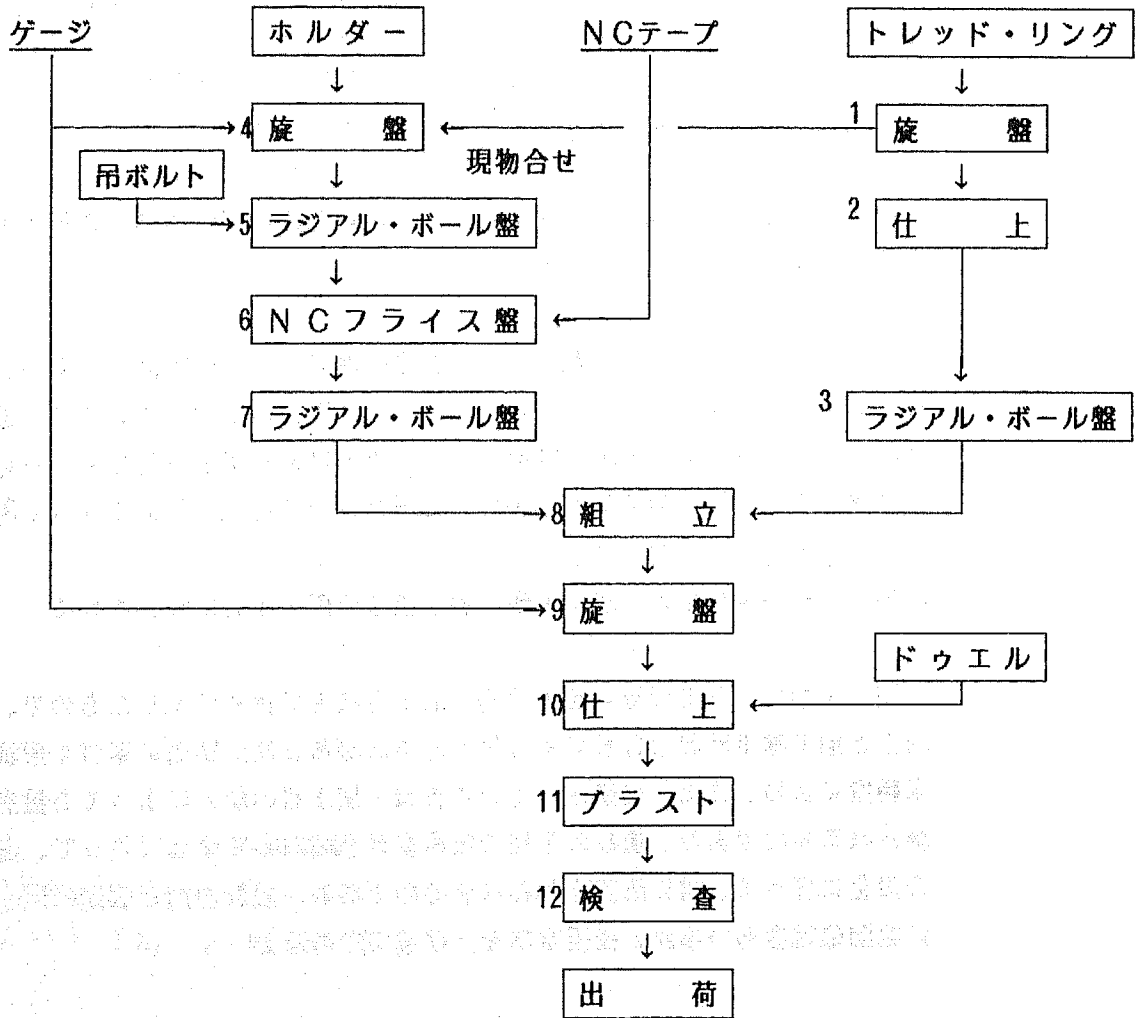 ゲージ ホルダー NCテープ トレッド・リング
4 旋盤 1 旋盤
現物合せ
吊ボルト
5 ラジアル・ボール盤 2 仕上
6 NCフライス盤
7 ラジアル・ボール盤 3 ラジアル・ボール盤
8 組立
9 旋盤
ドゥエル
10 仕上
11 ブラスト
12 検査
出荷